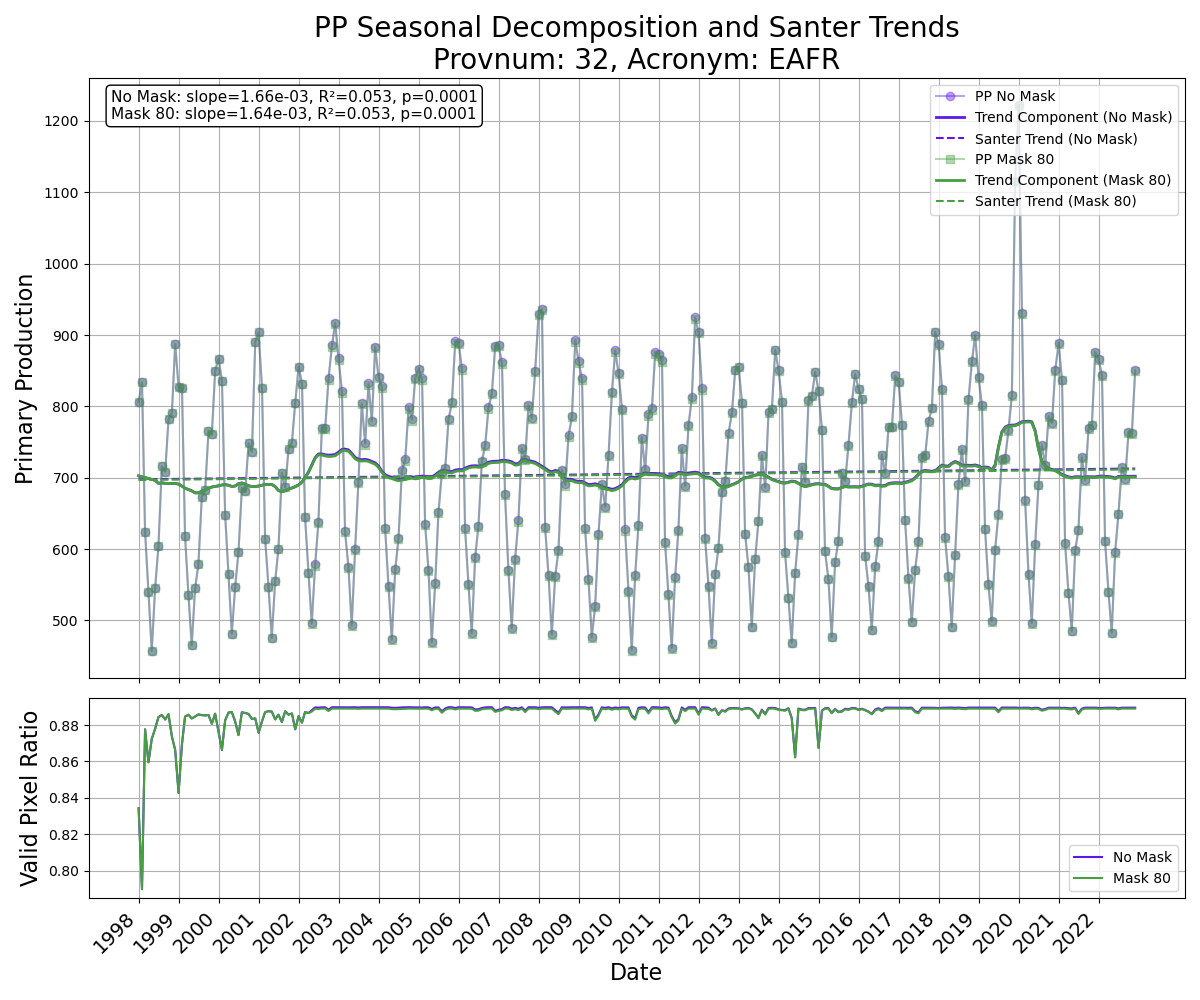 PP Seasonal Decomposition and Santer Trends
Provnum: 32, Acronym: EAFR
No Mask: slope=1.66e-03, R²=0.053, p=0.0001
Mask 80: slope=1.64e-03, R²=0.053, p=0.0001
PP No Mask
Trend Component (No Mask)
Santer Trend (No Mask)
PP Mask 80
Trend Component (Mask 80)
Santer Trend (Mask 80)
Primary Production
1200
1100
1000
900
800
700
600
500
Valid Pixel Ratio
0.88
0.86
0.84
0.82
0.80
No Mask
Mask 80
1998
1999
2000
2001
2002
2003
2004
2005
2006
2007
2008
2009
2010
2011
2012
2013
2014
2015
2016
2017
2018
2019
2020
2021
2022
Date